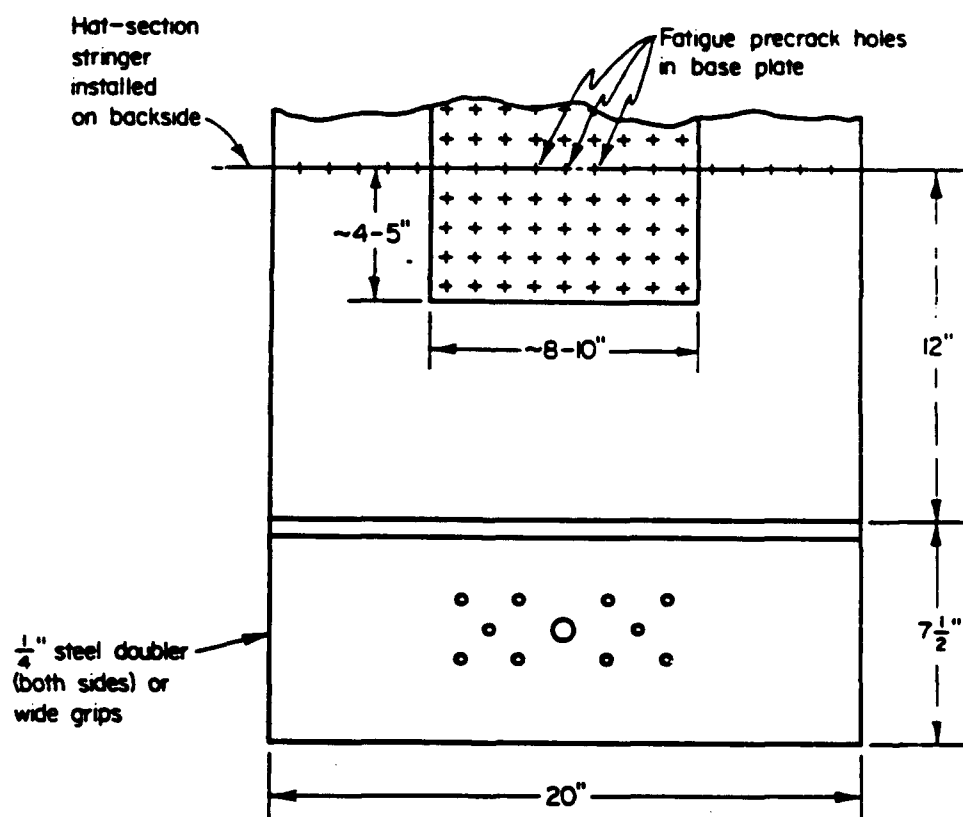 Hat-section
stringer
installed
on backside
Fatigue precrack holes
in base plate
~4-5"
~8-10"
12"
7 1/2"
1/4" steel doubler
(both sides) or
wide grips
20"